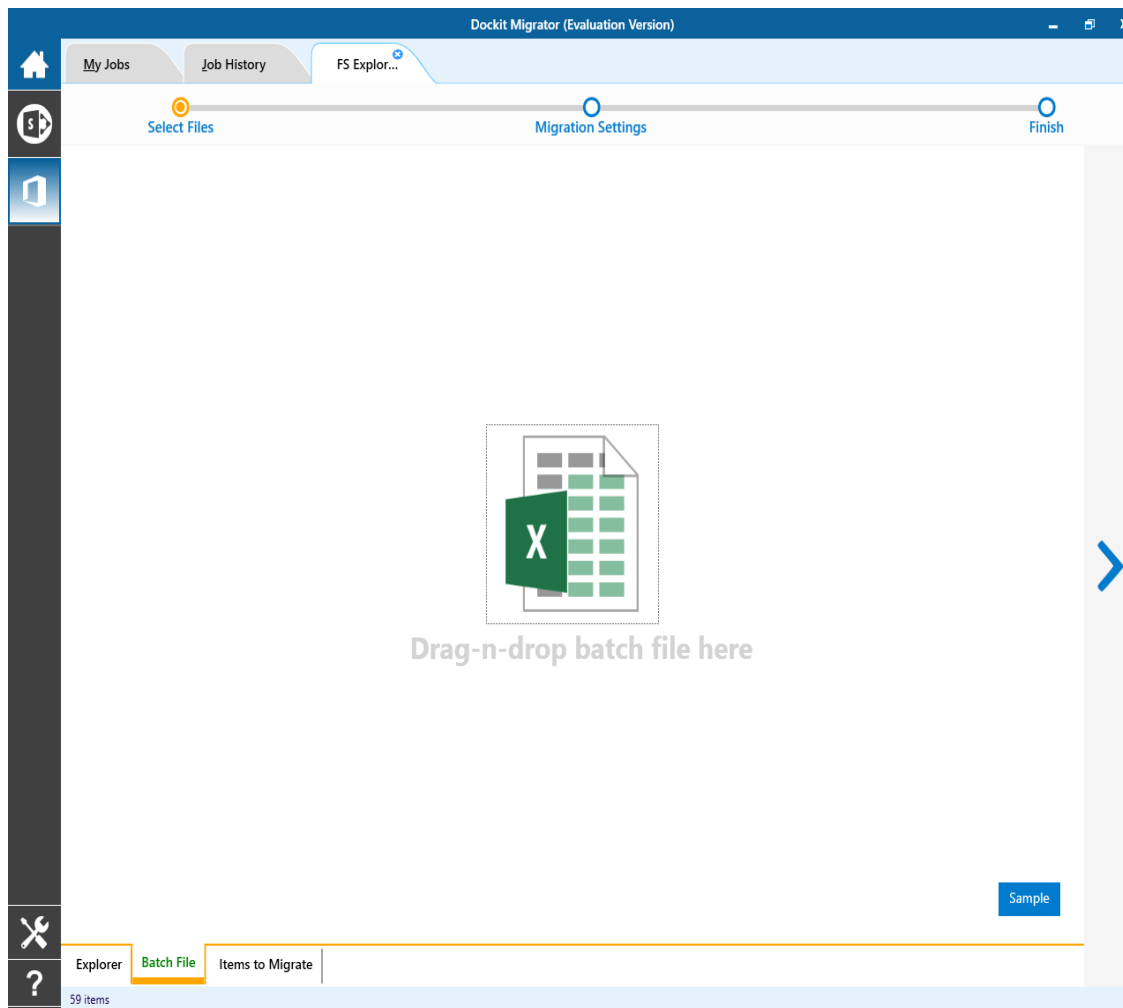 Dockit Migrator (Evaluation Version)
My Jobs
Job History
FS Explor...
Select Files
Migration Settings
Finish
S
X
Drag-n-drop batch file here
Sample
Explorer
Batch File
Items to Migrate
?
59 items